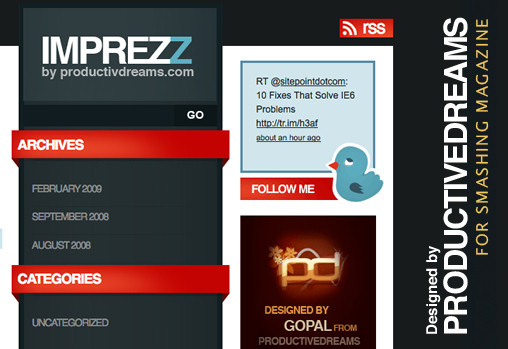 IMPREZZ
by productivdreams.com
GO
ARCHIVES
FEBRUARY 2009
SEPTEMBER 2008
AUGUST 2008
CATEGORIES
UNCATEGORIZED
rss
RT @sitepointdotcom:
10 Fixes That Solve IE6
Problems
http://tr.im/h3af
about an hour ago
FOLLOW ME
DESIGNED BY
GOPAL FROM
PRODUCTIVEDREAMS
Designed by
PRODUCTIVEDREAMS
FOR SMASHING MAGAZINE